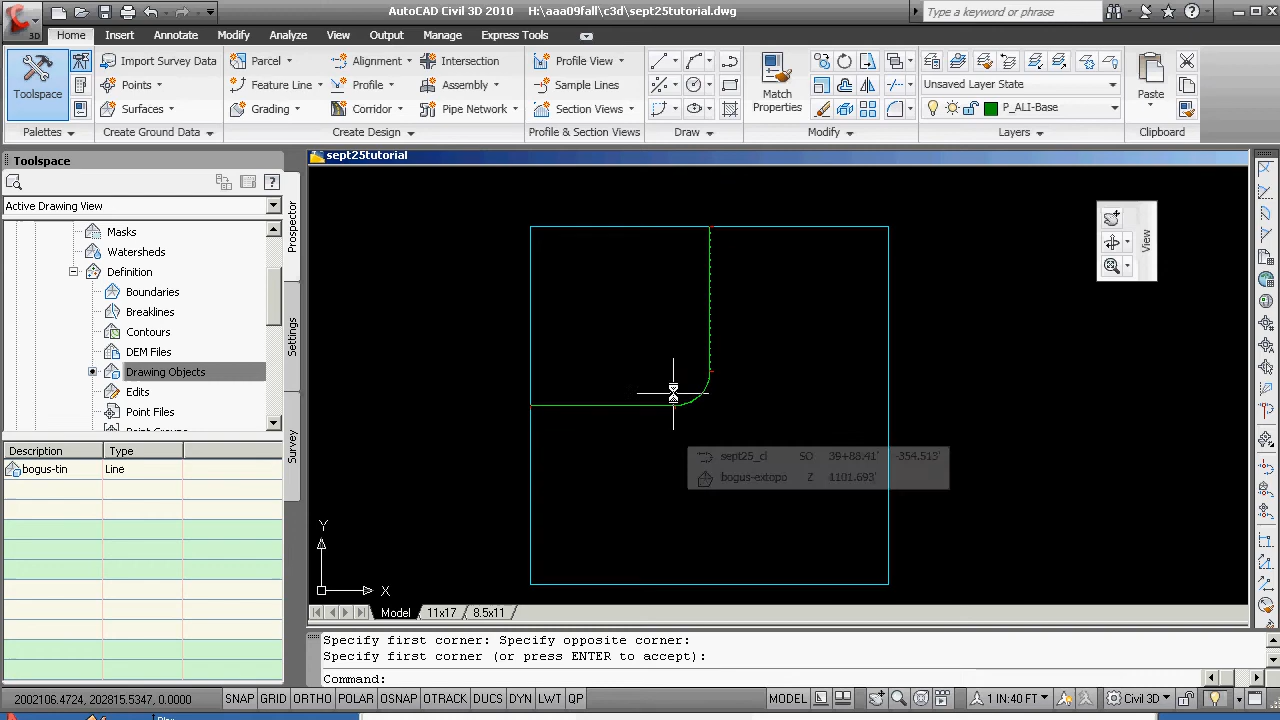 AutoCAD Civil 3D 2010 H:\aaa09fall\c3d\sept25tutorial.dwg Type a keyword or phrase
3D
Home Insert Annotate Modify Analyze View Output Manage Express Tools
Toolspace Import Survey Data Parcel Alignment Intersection Profile View Match Properties Unsaved Layer State Paste
Points Feature Line Profile Assembly Sample Lines
Surfaces Grading Corridor Pipe Network Section Views P_ALI-Base
Palettes Create Ground Data Create Design Profile & Section Views Draw Modify Layers Clipboard
Toolspace
sept25tutorial
Active Drawing View
Prospector
Settings
Survey
Masks
Watersheds
Definition
Boundaries
Breaklines
Contours
DEM Files
Drawing Objects
Edits
Point Files
Description Type
bogus-tin Line
View
sept25_cl SO 39+88.41' -354.513'
bogus-extopo Z 1101.693'
Y
X
Model 11x17 8.5x11
Specify first corner: Specify opposite corner:
Specify first corner (or press ENTER to accept):
Command:
2002106.4724, 202815.5347, 0.0000 SNAP GRID ORTHO POLAR OSNAP OTRACK DUCS DYN LWT QP MODEL 1 IN:40 FT Civil 3D